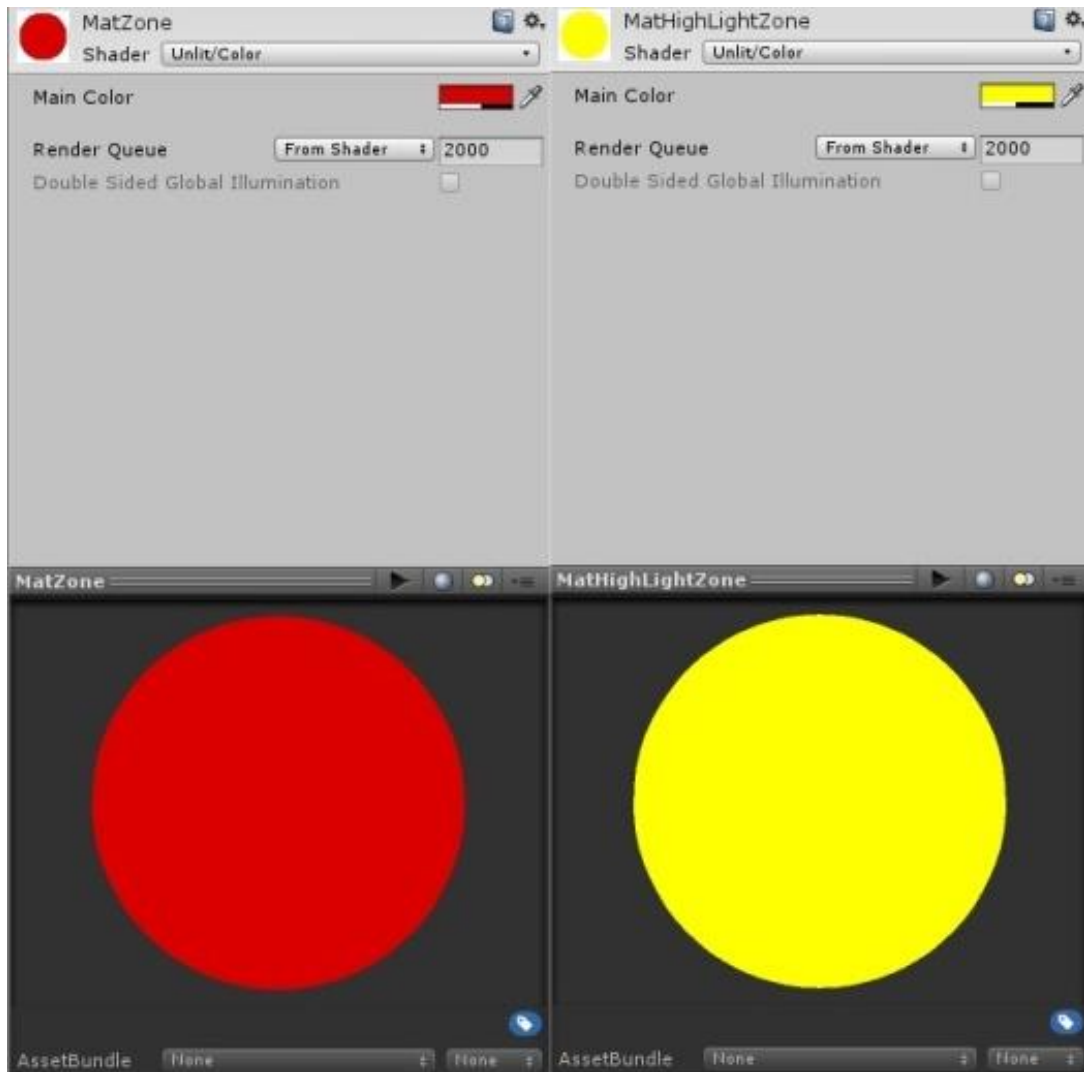 MatZone
Shader Unlit/Color
Main Color
Render Queue From Shader 2000
Double Sided Global Illumination
MatZone
AssetBundle None None
MatHighLightZone
Shader Unlit/Color
Main Color
Render Queue From Shader 2000
Double Sided Global Illumination
MatHighLightZone
AssetBundle None None